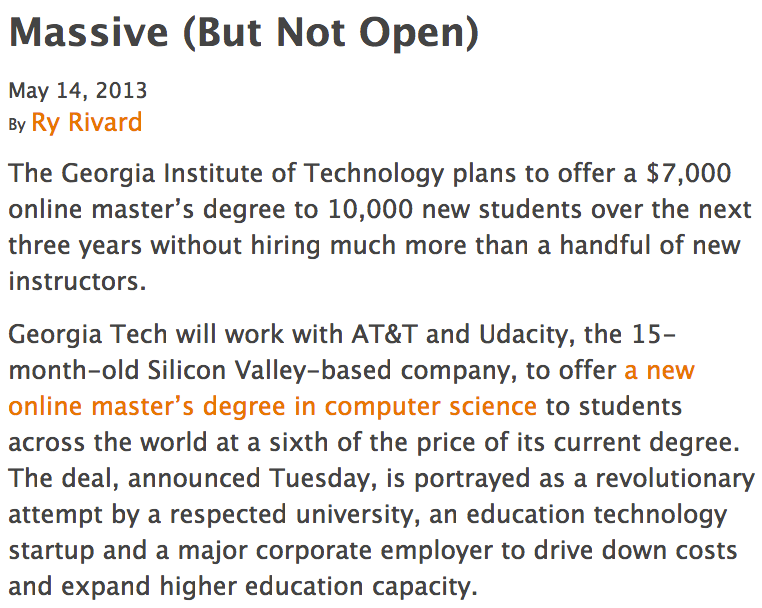 Massive (But Not Open)
May 14, 2013
By Ry Rivard
The Georgia Institute of Technology plans to offer a $7,000
online master’s degree to 10,000 new students over the next
three years without hiring much more than a handful of new
instructors.
Georgia Tech will work with AT&T and Udacity, the 15-
month-old Silicon Valley-based company, to offer a new
online master’s degree in computer science to students
across the world at a sixth of the price of its current degree.
The deal, announced Tuesday, is portrayed as a revolutionary
attempt by a respected university, an education technology
startup and a major corporate employer to drive down costs
and expand higher education capacity.